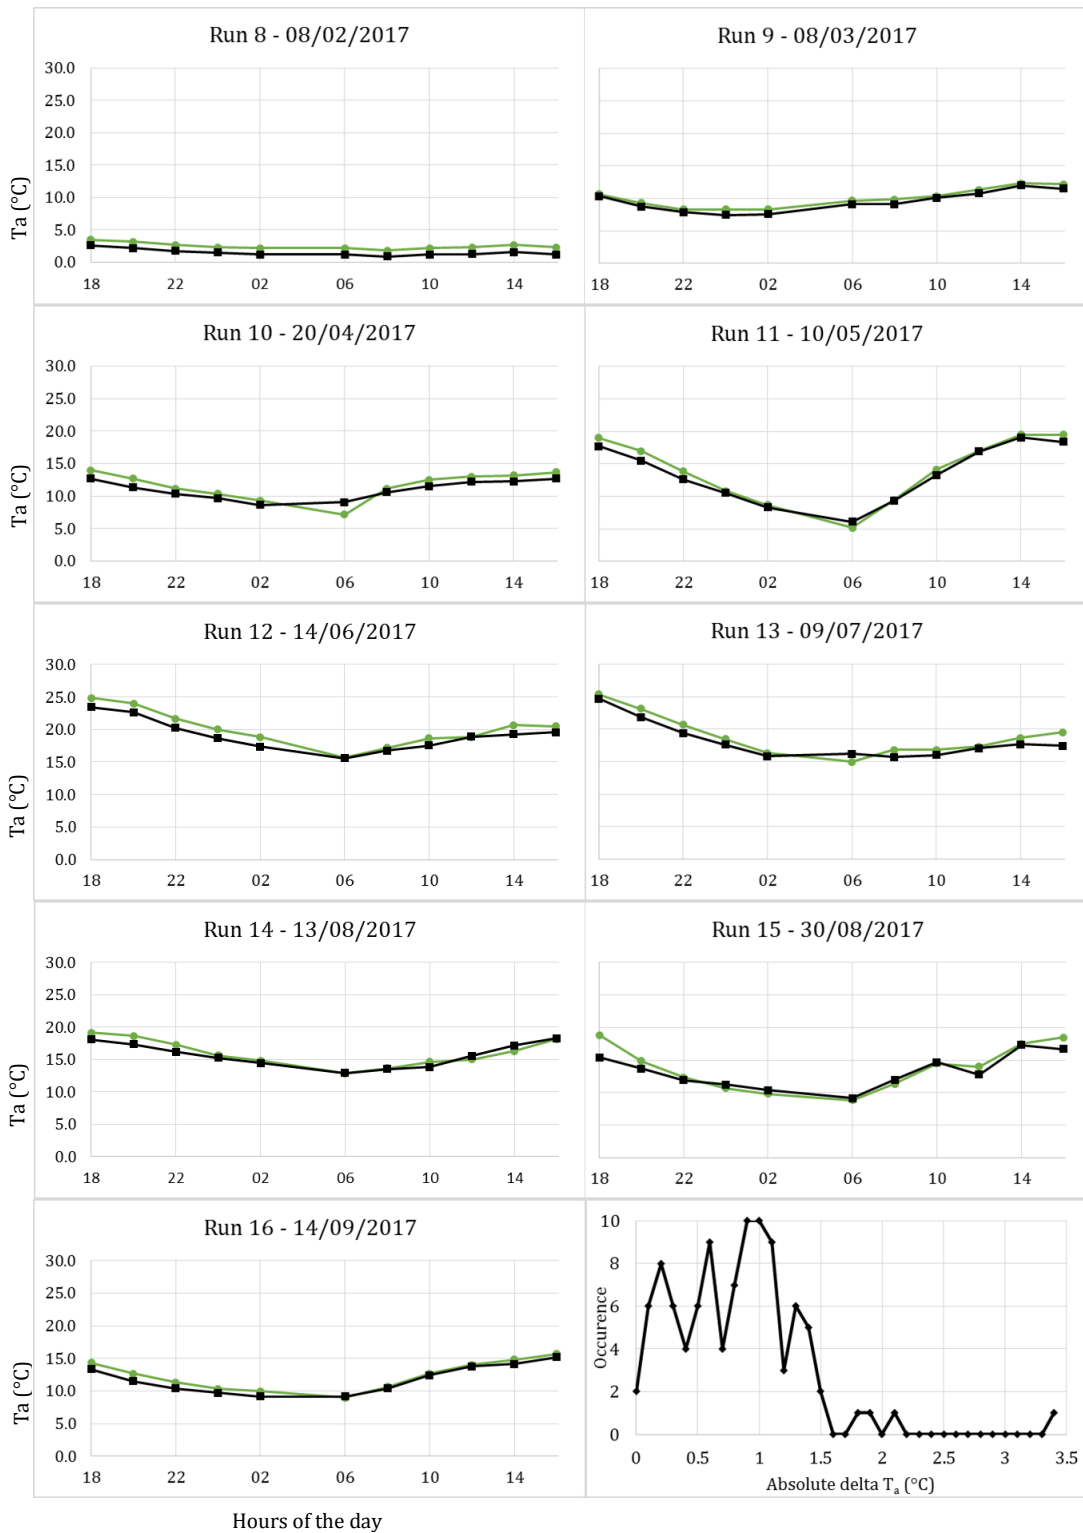 Run 8 - 08/02/2017
30.0
25.0
20.0
15.0
10.0
5.0
0.0
Ta (°C)
18 22 02 06 10 14
Run 9 - 08/03/2017
18 22 02 06 10 14
Run 10 - 20/04/2017
30.0
25.0
20.0
15.0
10.0
5.0
0.0
Ta (°C)
18 22 02 06 10 14
Run 11 - 10/05/2017
18 22 02 06 10 14
Run 12 - 14/06/2017
30.0
25.0
20.0
15.0
10.0
5.0
0.0
Ta (°C)
18 22 02 06 10 14
Run 13 - 09/07/2017
18 22 02 06 10 14
Run 14 - 13/08/2017
30.0
25.0
20.0
15.0
10.0
5.0
0.0
Ta (°C)
18 22 02 06 10 14
Run 15 - 30/08/2017
18 22 02 06 10 14
Run 16 - 14/09/2017
30.0
25.0
20.0
15.0
10.0
5.0
0.0
Ta (°C)
18 22 02 06 10 14
10
8
6
4
2
0
Occurence
0 0.5 1 1.5 2 2.5 3 3.5
Absolute delta Tₐ (°C)
Hours of the day